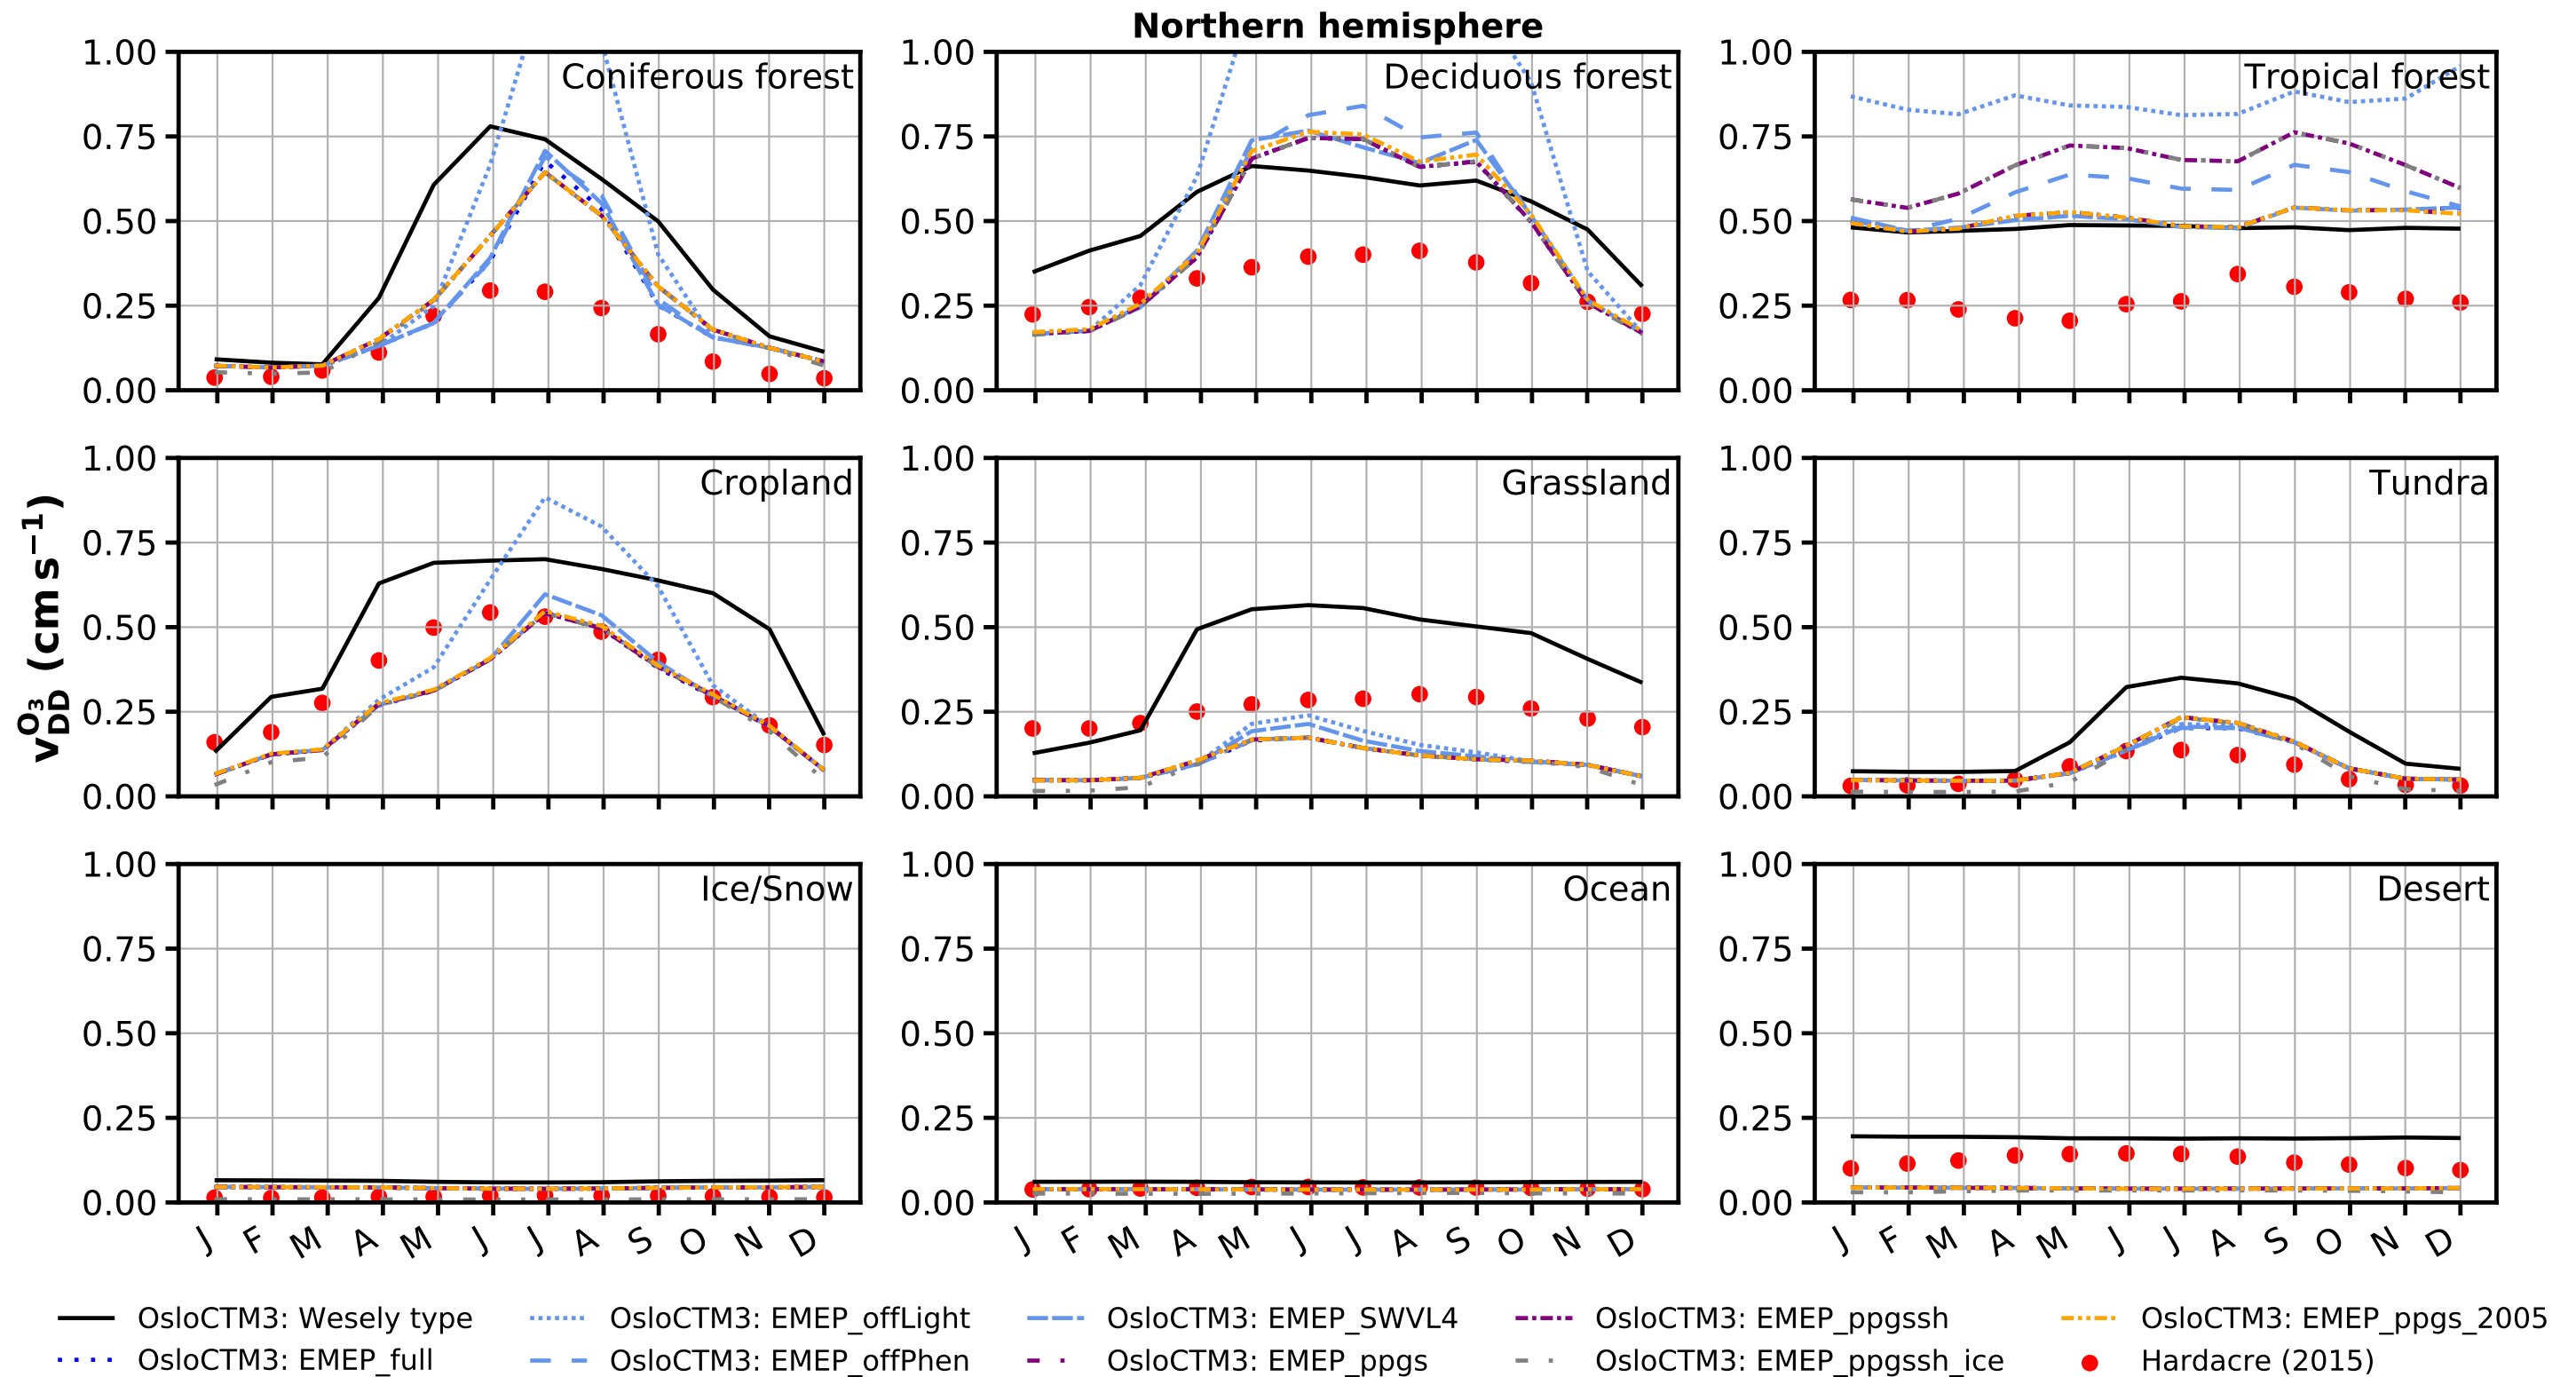 Northern hemisphere
1.00 0.75 0.50 0.25 0.00 Coniferous forest
1.00 0.75 0.50 0.25 0.00 Deciduous forest
1.00 0.75 0.50 0.25 0.00 Tropical forest
v_DD^O3 (cm s⁻¹)
1.00 0.75 0.50 0.25 0.00 Cropland
1.00 0.75 0.50 0.25 0.00 Grassland
1.00 0.75 0.50 0.25 0.00 Tundra
1.00 0.75 0.50 0.25 0.00 Ice/Snow
1.00 0.75 0.50 0.25 0.00 Ocean
1.00 0.75 0.50 0.25 0.00 Desert
J F M A M J J A S O N D
J F M A M J J A S O N D
J F M A M J J A S O N D
OsloCTM3: Wesely type
OsloCTM3: EMEP_full
OsloCTM3: EMEP_offLight
OsloCTM3: EMEP_offPhen
OsloCTM3: EMEP_SWVL4
OsloCTM3: EMEP_ppgs
OsloCTM3: EMEP_ppgssh
OsloCTM3: EMEP_ppgssh_ice
OsloCTM3: EMEP_ppgs_2005
Hardacre (2015)